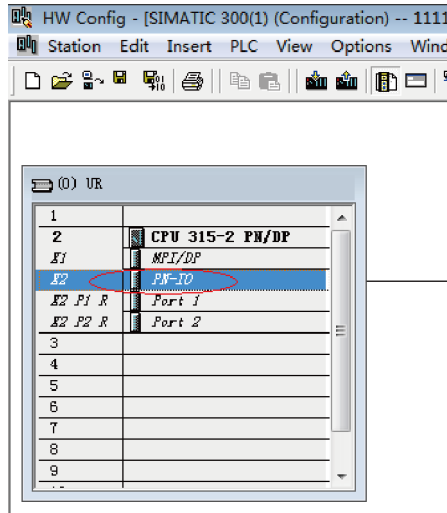 HW Config - [SIMATIC 300(1) (Configuration) -- 1111
Station Edit Insert PLC View Options Wind
(0) UR
1
2 CPU 315-2 PN/DP
X1 MPI/DP
X2 PN-IO
X2 P1 R Port 1
X2 P2 R Port 2
3
4
5
6
7
8
9